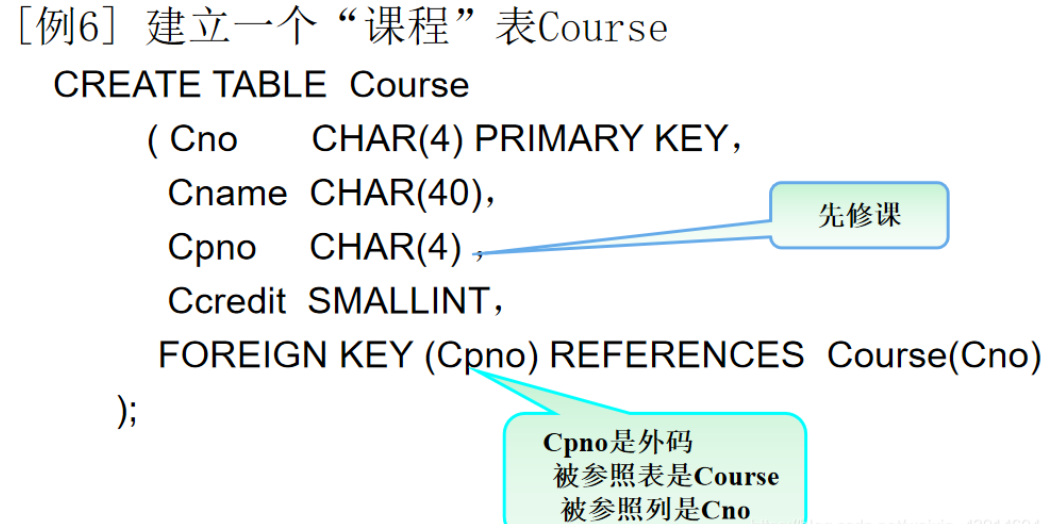 [例6] 建立一个“课程”表Course
CREATE TABLE Course
( Cno CHAR(4) PRIMARY KEY，
Cname CHAR(40)，
Cpno CHAR(4) ，
先修课
Ccredit SMALLINT，
FOREIGN KEY (Cpno) REFERENCES Course(Cno)
);
Cpno是外码
被参照表是Course
被参照列是Cno